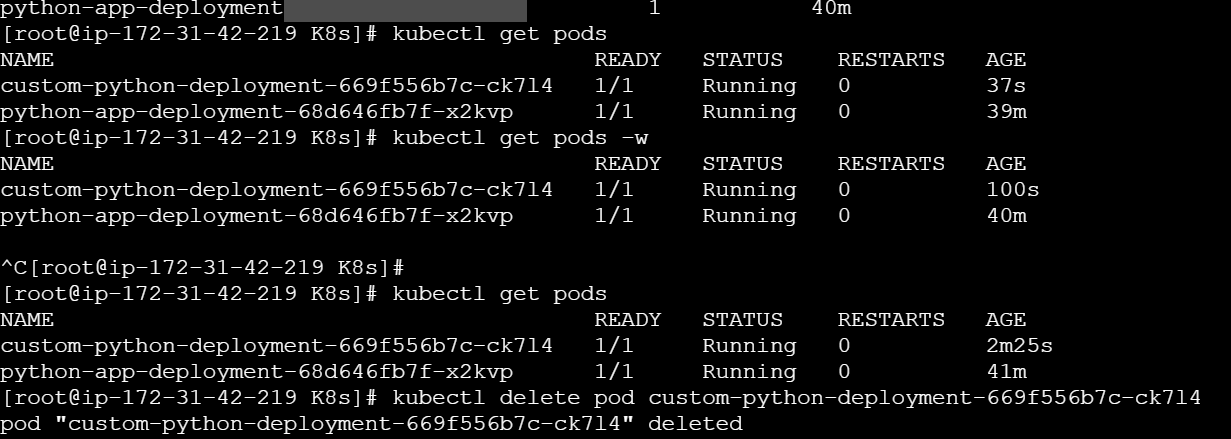 python-app-deployment 1 40m
[root@ip-172-31-42-219 K8s]# kubectl get pods
NAME READY STATUS RESTARTS AGE
custom-python-deployment-669f556b7c-ck7l4 1/1 Running 0 37s
python-app-deployment-68d646fb7f-x2kvp 1/1 Running 0 39m
[root@ip-172-31-42-219 K8s]# kubectl get pods -w
NAME READY STATUS RESTARTS AGE
custom-python-deployment-669f556b7c-ck7l4 1/1 Running 0 100s
python-app-deployment-68d646fb7f-x2kvp 1/1 Running 0 40m
^C[root@ip-172-31-42-219 K8s]#
[root@ip-172-31-42-219 K8s]# kubectl get pods
NAME READY STATUS RESTARTS AGE
custom-python-deployment-669f556b7c-ck7l4 1/1 Running 0 2m25s
python-app-deployment-68d646fb7f-x2kvp 1/1 Running 0 41m
[root@ip-172-31-42-219 K8s]# kubectl delete pod custom-python-deployment-669f556b7c-ck7l4
pod "custom-python-deployment-669f556b7c-ck7l4" deleted